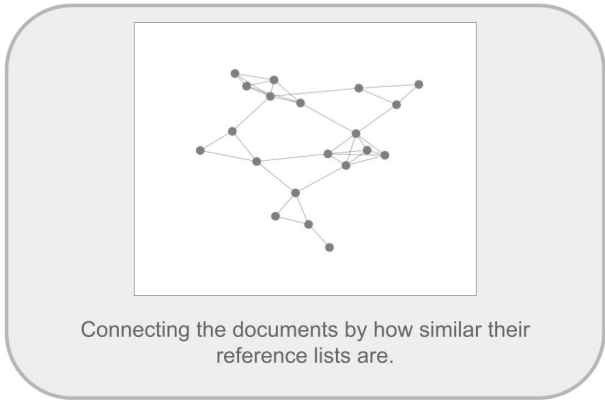 Connecting the documents by how similar their
reference lists are.